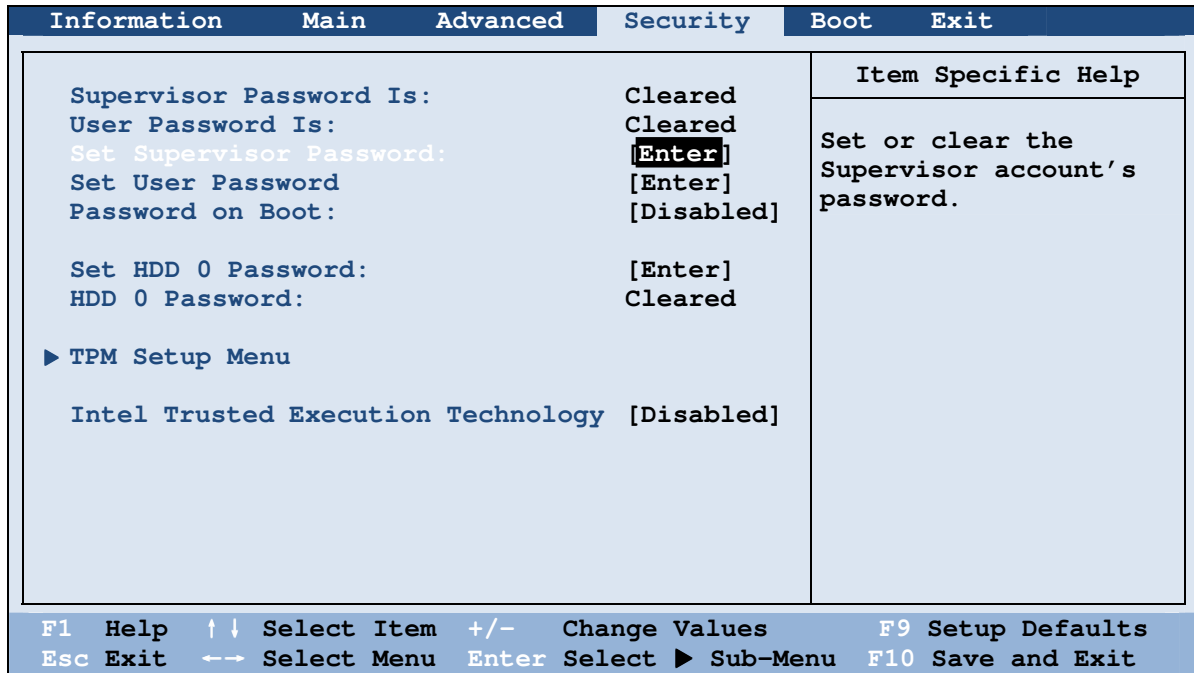 Information Main Advanced Security Boot Exit
Item Specific Help
Supervisor Password Is: Cleared
User Password Is: Cleared
Set Supervisor Password: [Enter]
Set User Password [Enter]
Password on Boot: [Disabled]
Set HDD 0 Password: [Enter]
HDD 0 Password: Cleared
▶ TPM Setup Menu
Intel Trusted Execution Technology [Disabled]
Set or clear the
Supervisor account’s
password.
F1 Help ↑↓ Select Item +/- Change Values F9 Setup Defaults
Esc Exit ←→ Select Menu Enter Select ▶ Sub-Menu F10 Save and Exit